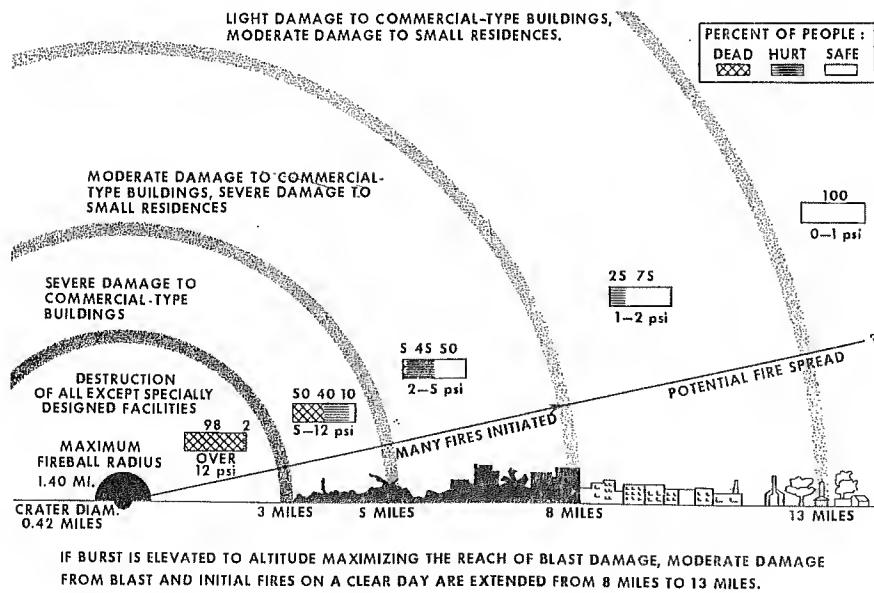 LIGHT DAMAGE TO COMMERCIAL-TYPE BUILDINGS,
MODERATE DAMAGE TO SMALL RESIDENCES.
PERCENT OF PEOPLE :
DEAD HURT SAFE
MODERATE DAMAGE TO COMMERCIAL-
TYPE BUILDINGS, SEVERE DAMAGE TO
SMALL RESIDENCES
100
0–1 psi
SEVERE DAMAGE TO
COMMERCIAL-TYPE
BUILDINGS
25 75
1–2 psi
5 45 50
2–5 psi
POTENTIAL FIRE SPREAD
DESTRUCTION
OF ALL EXCEPT SPECIALLY
DESIGNED FACILITIES
50 40 10
5–12 psi
MANY FIRES INITIATED
98 2
OVER
12 psi
MAXIMUM
FIREBALL RADIUS
1.40 MI.
CRATER DIAM.
0.42 MILES
3 MILES
5 MILES
8 MILES
13 MILES
IF BURST IS ELEVATED TO ALTITUDE MAXIMIZING THE REACH OF BLAST DAMAGE, MODERATE DAMAGE
FROM BLAST AND INITIAL FIRES ON A CLEAR DAY ARE EXTENDED FROM 8 MILES TO 13 MILES.